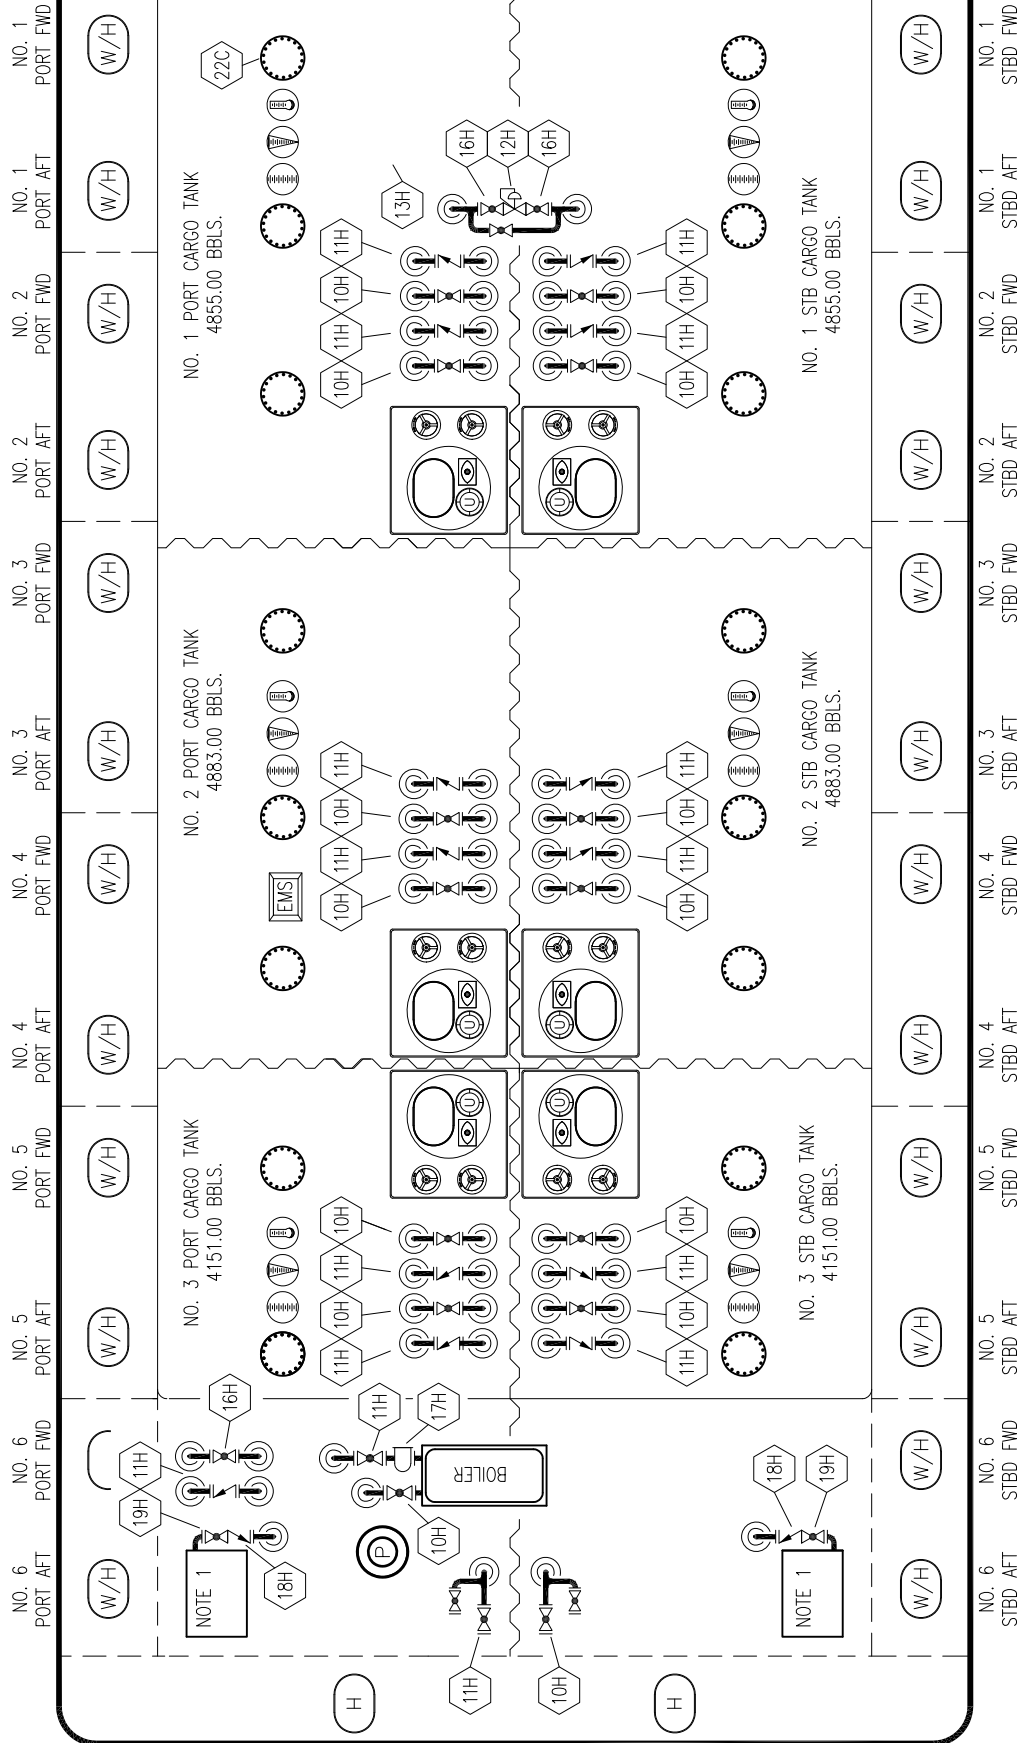 NO. 1
PORT FWD
W/H
22C
W/H
NO. 1
STBD FWD
NO. 1
PORT AFT
W/H
NO. 1 PORT CARGO TANK
4855.00 BBLS.
13H
16H
12H
16H
NO. 1 STB CARGO TANK
4855.00 BBLS.
W/H
NO. 1
STBD AFT
NO. 2
PORT FWD
W/H
11H
10H
11H
10H
11H
10H
11H
10H
W/H
NO. 2
STBD FWD
NO. 2
PORT AFT
W/H
U
U
W/H
NO. 2
STBD AFT
NO. 3
PORT FWD
W/H
W/H
NO. 3
STBD FWD
NO. 3
PORT AFT
W/H
NO. 2 PORT CARGO TANK
4883.00 BBLS.
NO. 2 STB CARGO TANK
4883.00 BBLS.
W/H
NO. 3
STBD AFT
11H
10H
11H
10H
11H
10H
11H
10H
NO. 4
PORT FWD
W/H
EMS
W/H
NO. 4
STBD FWD
NO. 4
PORT AFT
W/H
U
U
W/H
NO. 4
STBD AFT
U
U
NO. 5
PORT FWD
W/H
NO. 3 PORT CARGO TANK
4151.00 BBLS.
NO. 3 STB CARGO TANK
4151.00 BBLS.
W/H
NO. 5
STBD FWD
10H
11H
10H
11H
10H
11H
10H
11H
NO. 5
PORT AFT
W/H
W/H
NO. 5
STBD AFT
NO. 6
PORT FWD
11H
19H
16H
11H
17H
BOILER
10H
18H
19H
W/H
NO. 6
STBD FWD
NO. 6
PORT AFT
W/H
NOTE 1
18H
P
NOTE 1
W/H
NO. 6
STBD AFT
11H
10H
H
H